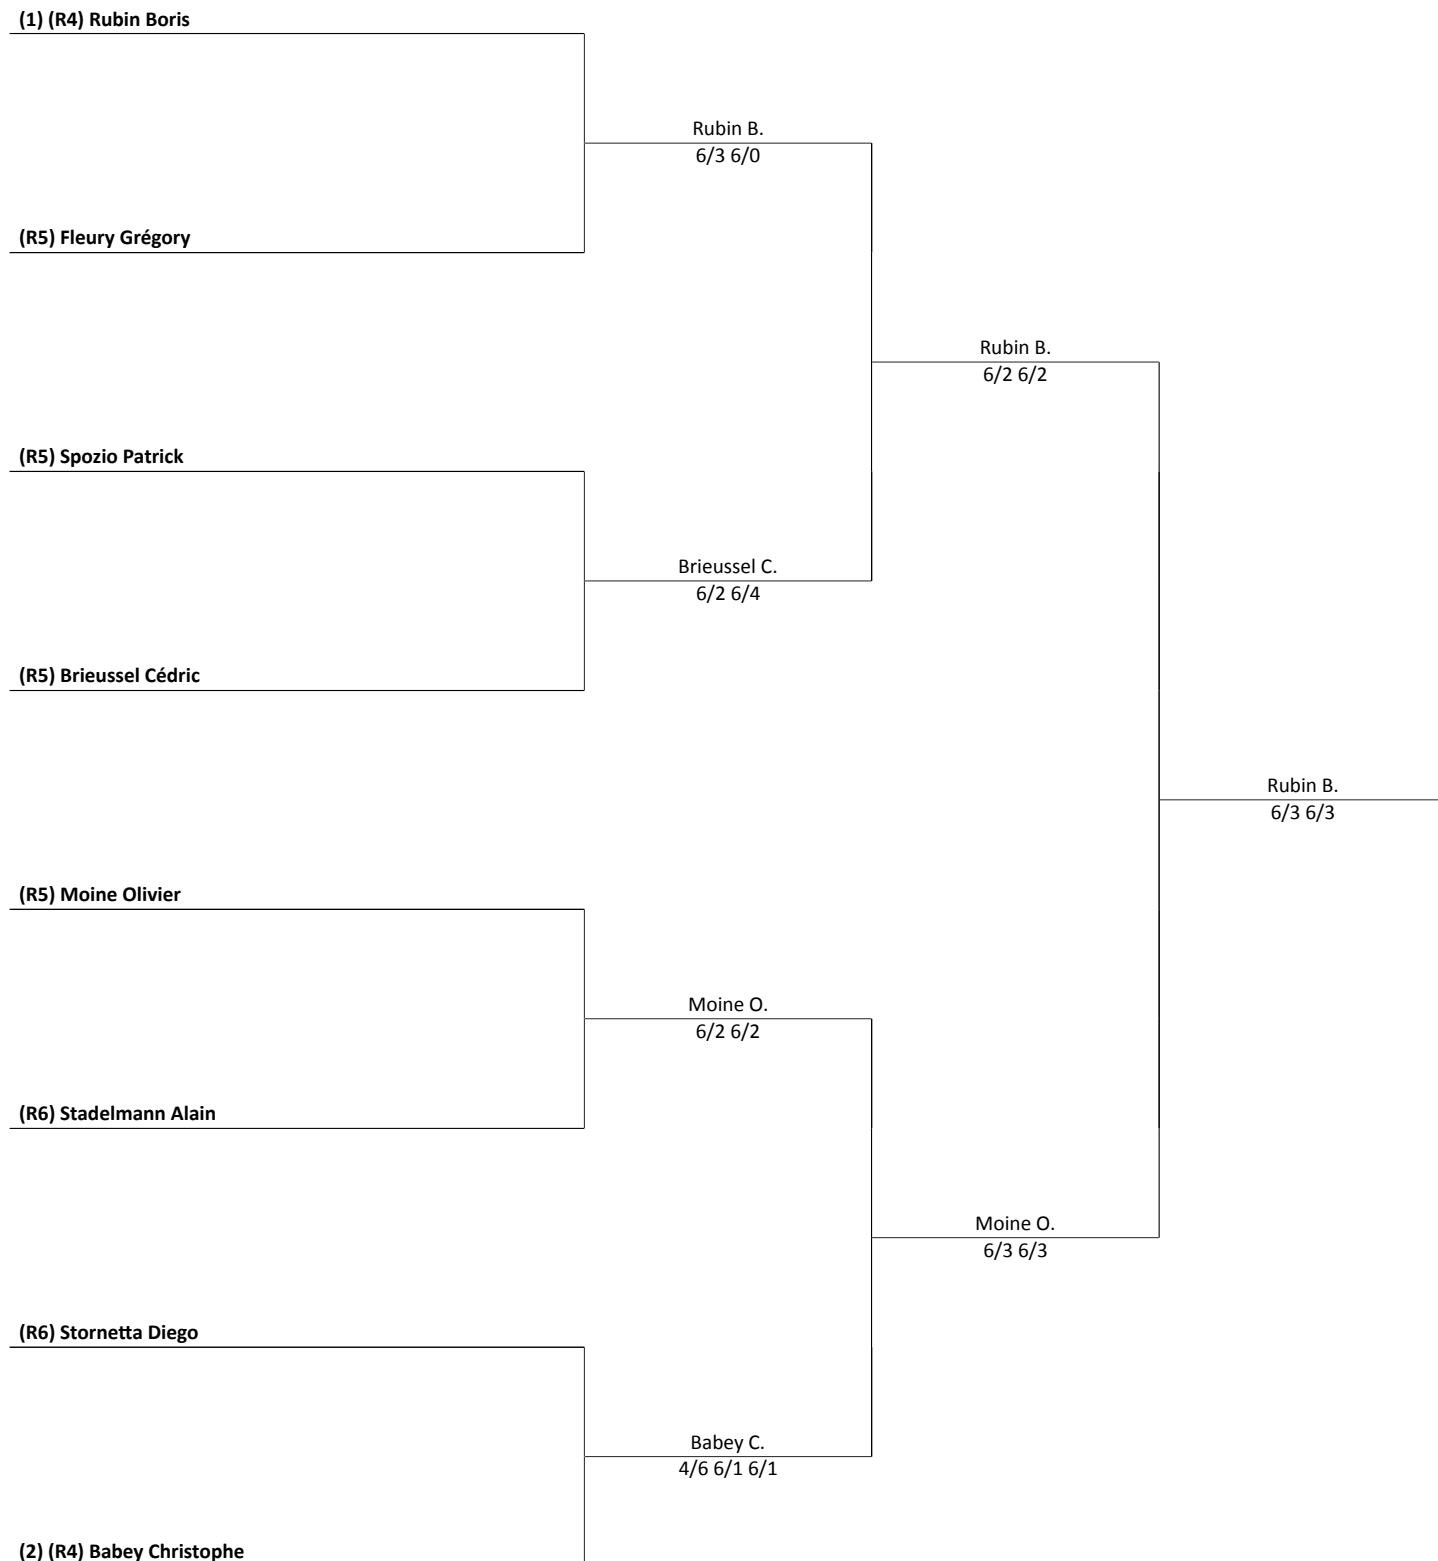 (1) (R4) Rubin Boris
Rubin B.
6/3 6/0
(R5) Fleury Grégory
Rubin B.
6/2 6/2
(R5) Spozio Patrick
Brieussel C.
6/2 6/4
(R5) Brieussel Cédric
Rubin B.
6/3 6/3
(R5) Moine Olivier
Moine O.
6/2 6/2
(R6) Stadelmann Alain
Moine O.
6/3 6/3
(R6) Stornetta Diego
Babey C.
4/6 6/1 6/1
(2) (R4) Babey Christophe